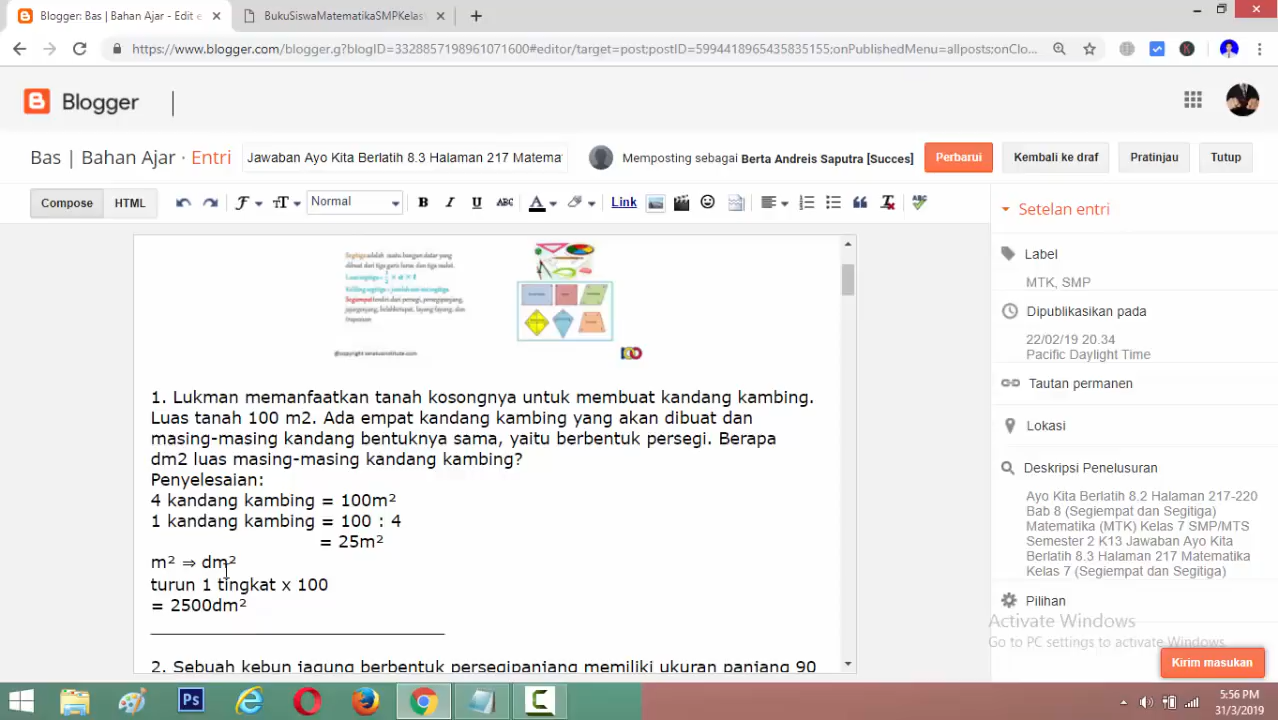 Blogger: Bas | Bahan Ajar - Edit e
BukuSiswaMatematikaSMPKelas
https://www.blogger.com/blogger.g?blogID=3328857198961071600#editor/target=post;postID=5994418965435835155;onPublishedMenu=allposts;onClo...
Blogger
Bas | Bahan Ajar · Entri
Jawaban Ayo Kita Berlatih 8.3 Halaman 217 Matema
Memposting sebagai Berta Andreis Saputra [Succes]
Perbarui
Kembali ke draf
Pratinjau
Tutup
Compose
HTML
Normal
Link
Setelan entri
Label
MTK, SMP
Dipublikasikan pada
22/02/19 20.34
Pacific Daylight Time
Tautan permanen
Lokasi
Deskripsi Penelusuran
Ayo Kita Berlatih 8.2 Halaman 217-220
Bab 8 (Segiempat dan Segitiga)
Matematika (MTK) Kelas 7 SMP/MTS
Semester 2 K13 Jawaban Ayo Kita
Berlatih 8.3 Halaman 217 Matematika
Kelas 7 (Segiempat dan Segitiga)
Pilihan
Activate Windows
Go to PC settings to activate Windows.
Kirim masukan
1. Lukman memanfaatkan tanah kosongnya untuk membuat kandang kambing.
Luas tanah 100 m2. Ada empat kandang kambing yang akan dibuat dan
masing-masing kandang bentuknya sama, yaitu berbentuk persegi. Berapa
dm2 luas masing-masing kandang kambing?
Penyelesaian:
4 kandang kambing = 100m²
1 kandang kambing = 100 : 4
= 25m²
m² ⇒ dm²
turun 1 tingkat x 100
= 2500dm²
2. Sebuah kebun jagung berbentuk persegipanjang memiliki ukuran panjang 90
5:56 PM
31/3/2019